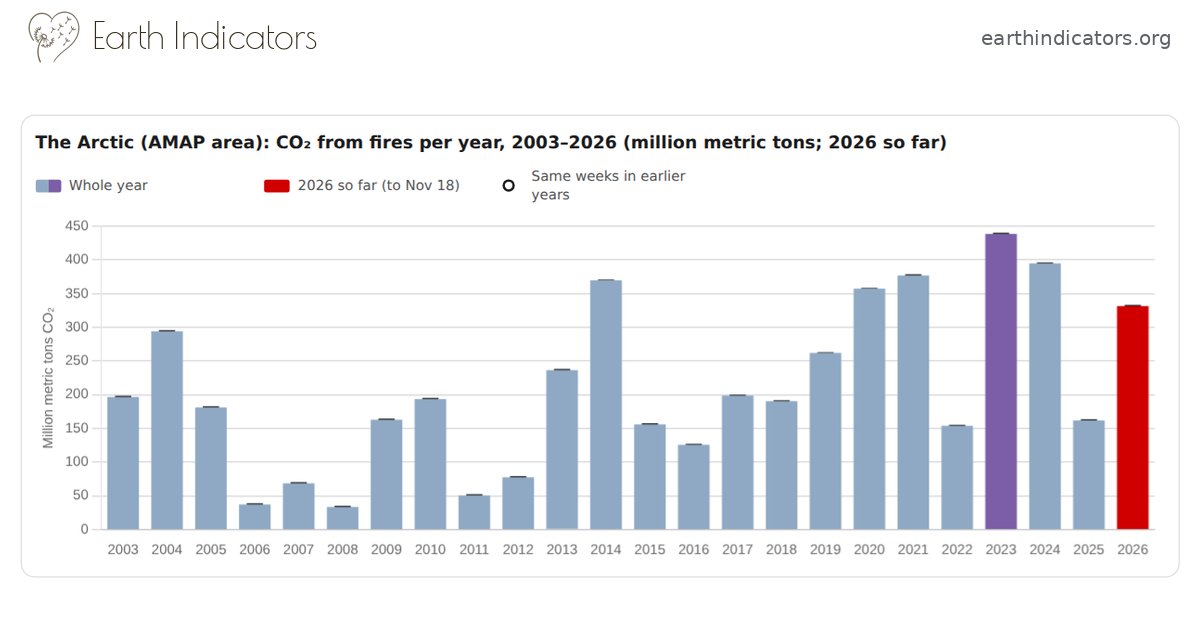 Earth Indicators
earthindicators.org
The Arctic (AMAP area): CO₂ from fires per year, 2003–2026 (million metric tons; 2026 so far)
Whole year
2026 so far (to Nov 18)
Same weeks in earlier
years
Million metric tons CO₂
450
400
350
300
250
200
150
100
50
0
2003 2004 2005 2006 2007 2008 2009 2010 2011 2012 2013 2014 2015 2016 2017 2018 2019 2020 2021 2022 2023 2024 2025 2026